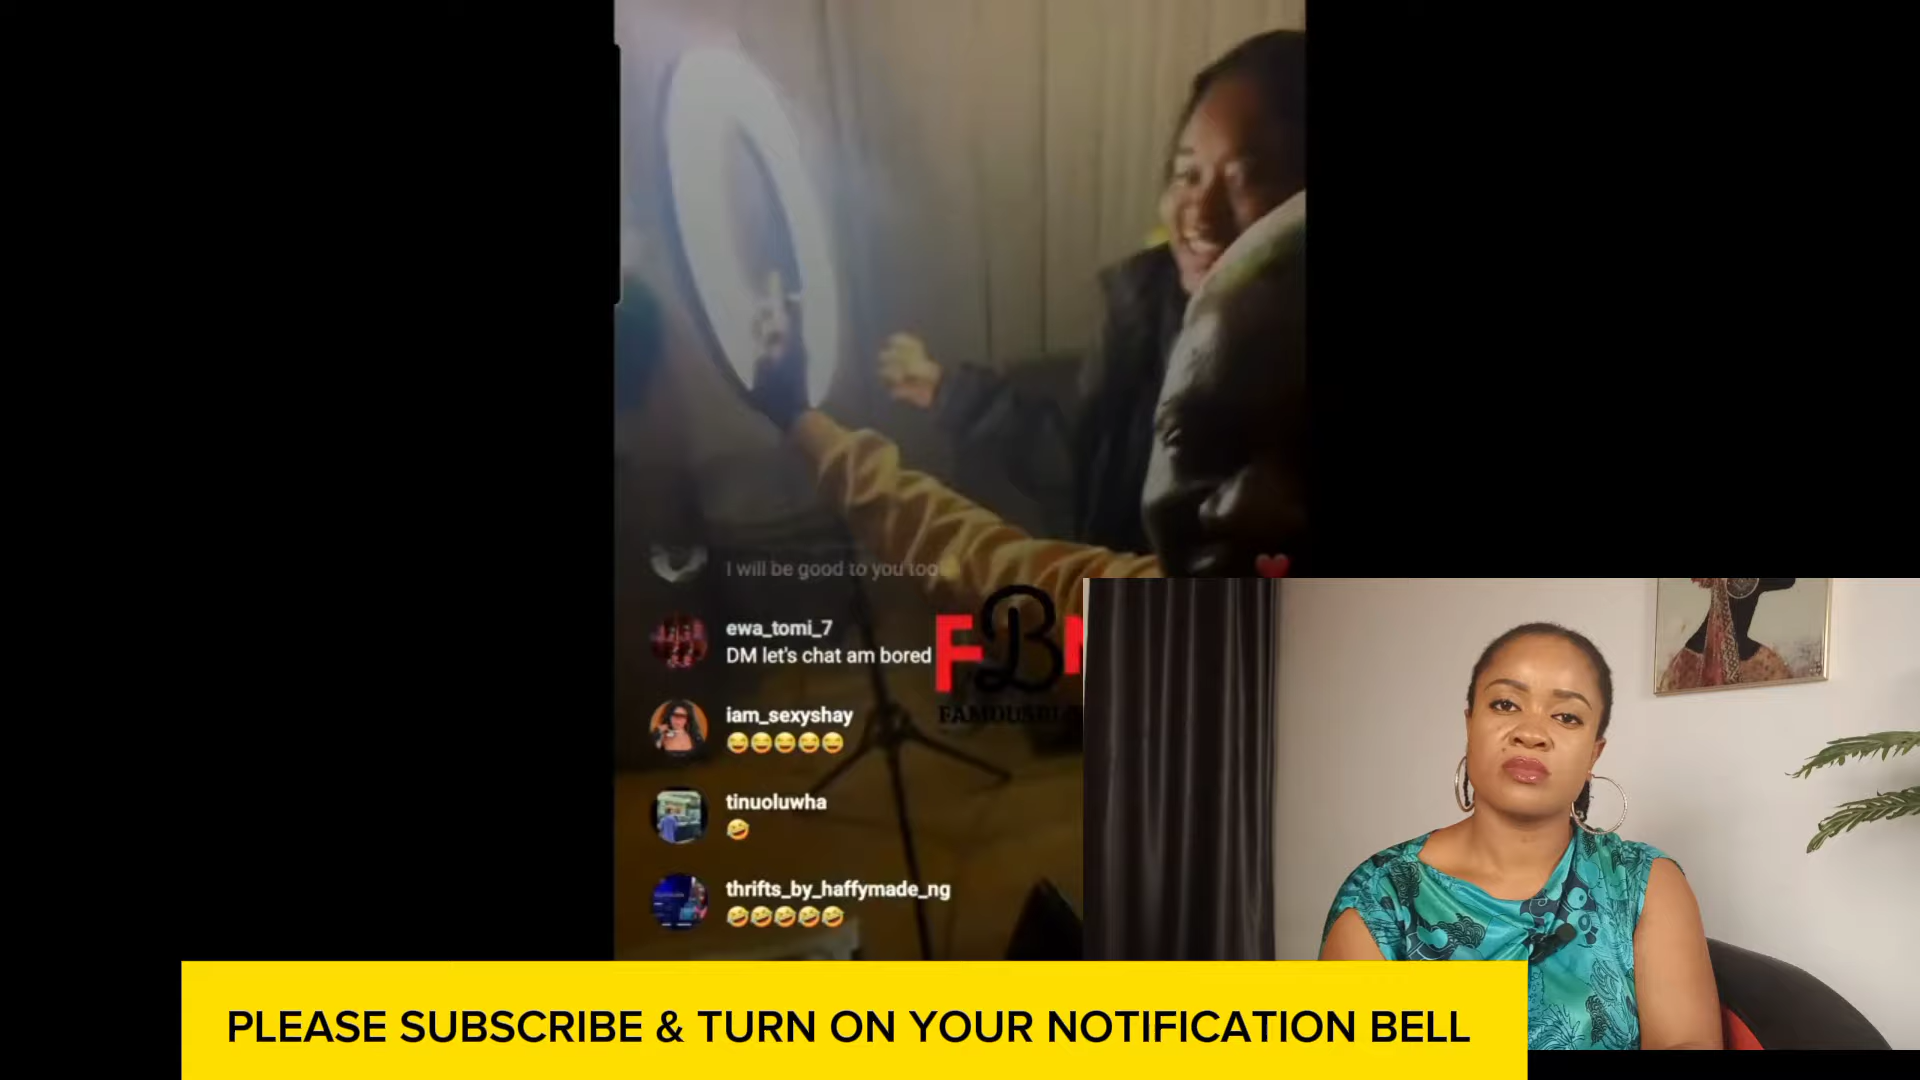 I will be good to you too
ewa_tomi_7
DM let's chat am bored
iam_sexyshay
tinuoluwha
thrifts_by_haffymade_ng
FB
PLEASE SUBSCRIBE & TURN ON YOUR NOTIFICATION BELL